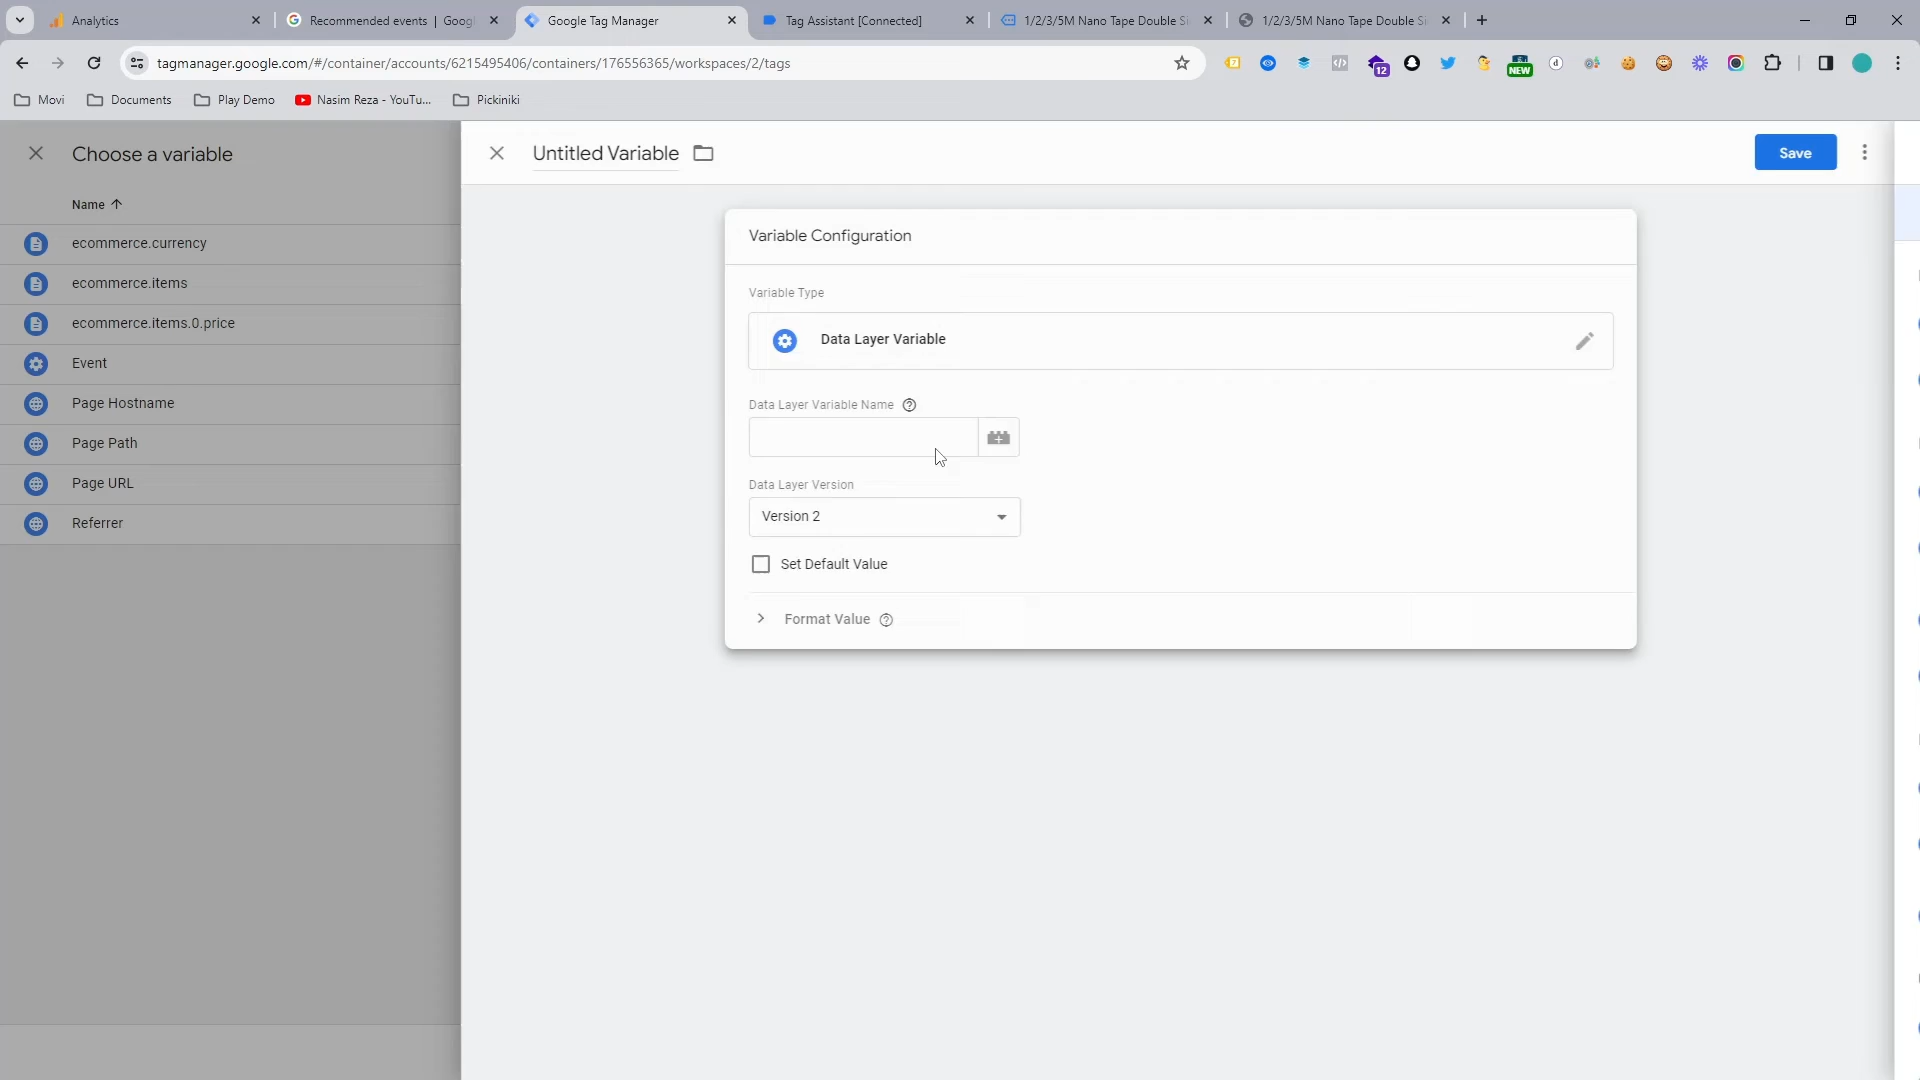 Analytics
Recommended events | Googl
Google Tag Manager
Tag Assistant [Connected]
1/2/3/5M Nano Tape Double Si
1/2/3/5M Nano Tape Double Si
tagmanager.google.com/#/container/accounts/6215495406/containers/176556365/workspaces/2/tags
12
NEW
Movi
Documents
Play Demo
Nasim Reza - YouTu...
Pickiniki
Choose a variable
Untitled Variable
Save
Name
Variable Configuration
ecommerce.currency
ecommerce.items
ecommerce.items.0.price
Event
Page Hostname
Page Path
Page URL
Referrer
Variable Type
Data Layer Variable
Data Layer Variable Name
Data Layer Version
Version 2
Set Default Value
Format Value